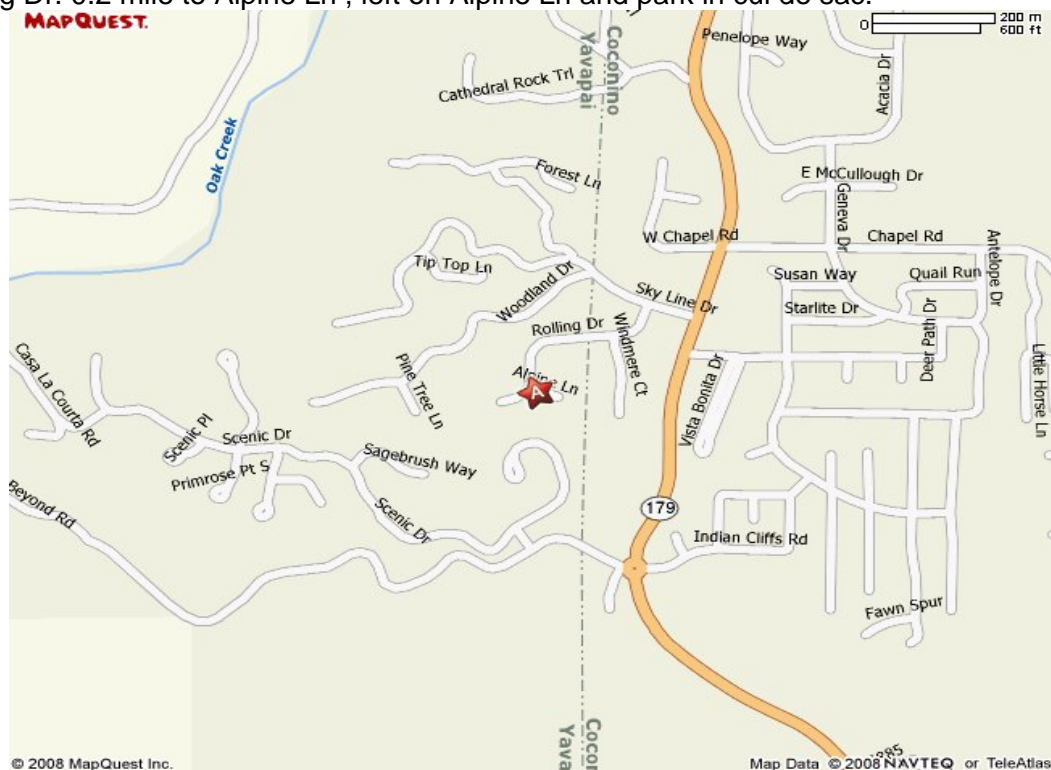 g Dr. 0.2 mile to Alpine Ln , left on Alpine Ln and park in cul de sac.
MAPQUEST.
0 200 m
600 ft
Penelope Way
Coconino
Yavapai
Cathedral Rock Trl
Acacia Dr
Oak Creek
Forest Ln
E McCullough Dr
Geneva Dr
W Chapel Rd
Chapel Rd
Antelope Dr
Tip Top Ln
Susan Way
Quail Run
Woodland Dr
Sky Line Dr
Starlite Dr
Rolling Dr
Windmere Ct
Deer Path Dr
Little Horse Ln
Casa La Courta Rd
Pine Tree Ln
Alpine Ln
A
Vista Bonita Dr
Scenic Pl
Scenic Dr
Sagebrush Way
Primrose Pt S
Beyond Rd
Scenic Dr
179
Indian Cliffs Rd
Fawn Spur
Cocon
Yava
285
© 2008 MapQuest Inc.
Map Data © 2008 NAVTEQ or TeleAtlas